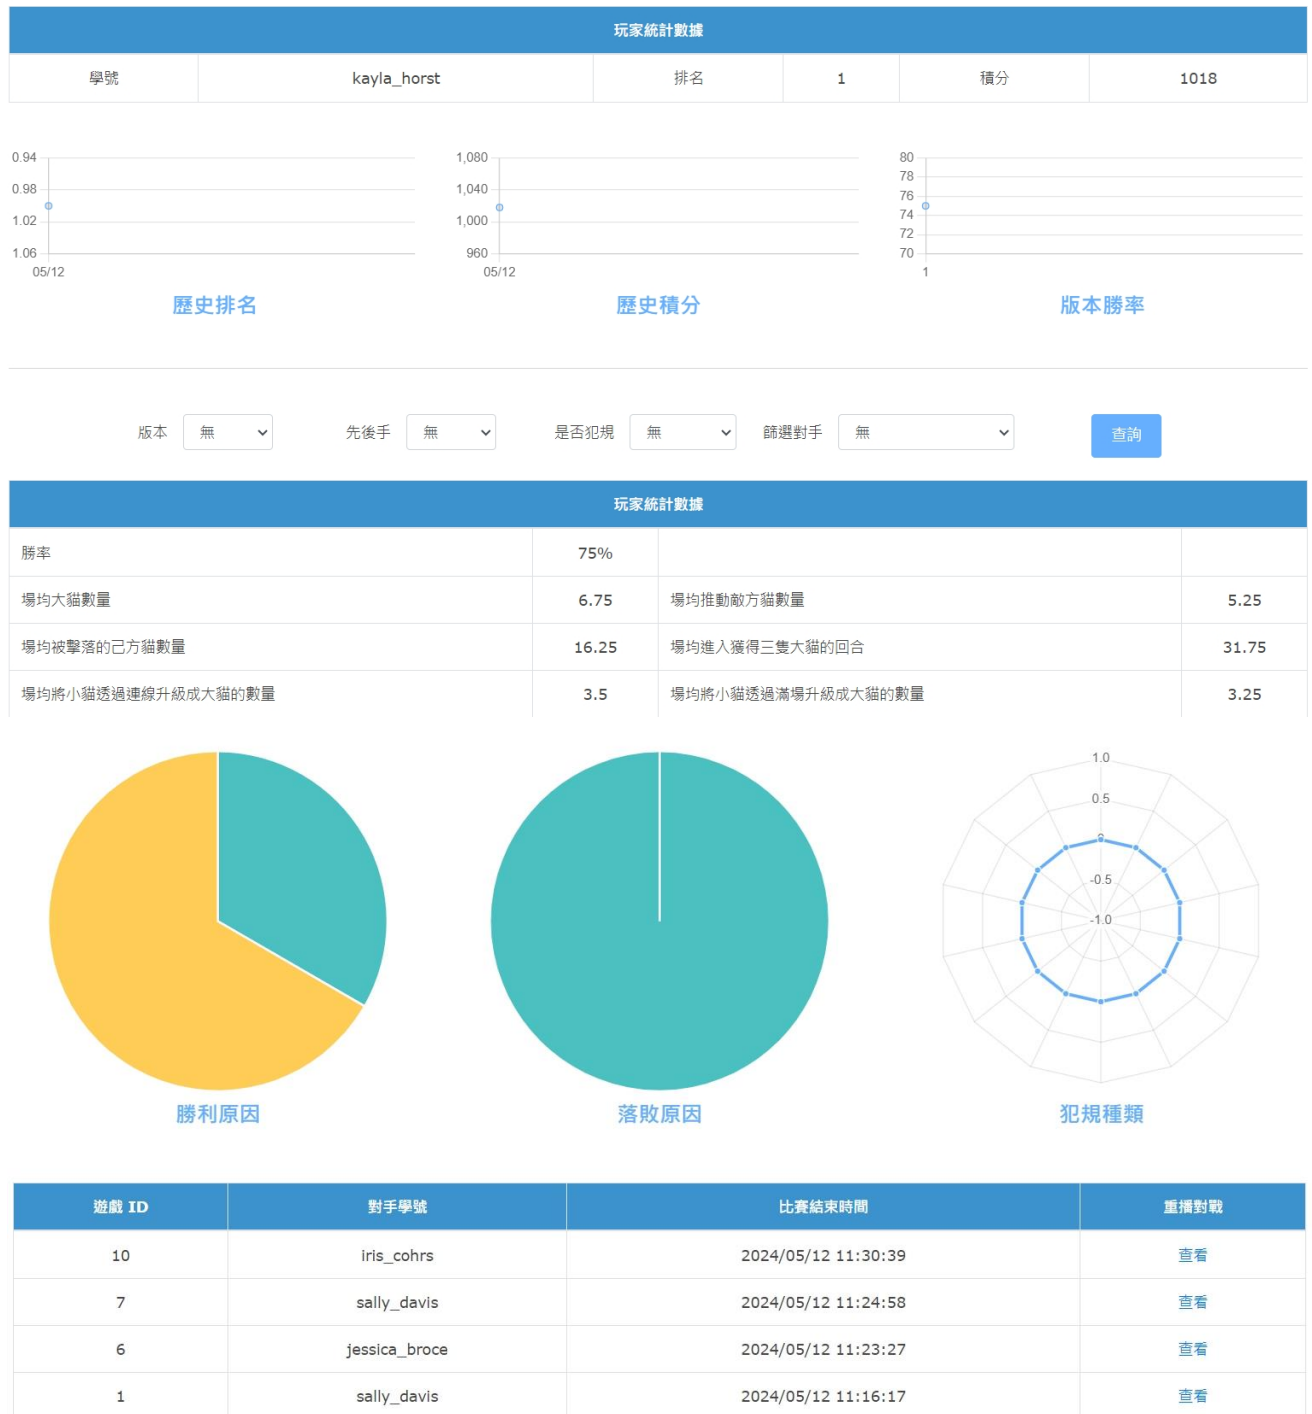 玩家統計數據
學號 kayla_horst 排名 1 積分 1018
0.94
0.98
1.02
1.06
05/12
歷史排名
1,080
1,040
1,000
960
05/12
歷史積分
80
78
76
74
72
70
1
版本勝率
版本 無 先後手 無 是否犯規 無 篩選對手 無 查詢
玩家統計數據
勝率 75%
場均大貓數量 6.75 場均推動敵方貓數量 5.25
場均被擊落的己方貓數量 16.25 場均進入獲得三隻大貓的回合 31.75
場均將小貓透過連線升級成大貓的數量 3.5 場均將小貓透過滿場升級成大貓的數量 3.25
勝利原因
落敗原因
1.0
0.5
0
-0.5
-1.0
犯規種類
遊戲 ID 對手學號 比賽結束時間 重播對戰
10 iris_cohrs 2024/05/12 11:30:39 查看
7 sally_davis 2024/05/12 11:24:58 查看
6 jessica_broce 2024/05/12 11:23:27 查看
1 sally_davis 2024/05/12 11:16:17 查看